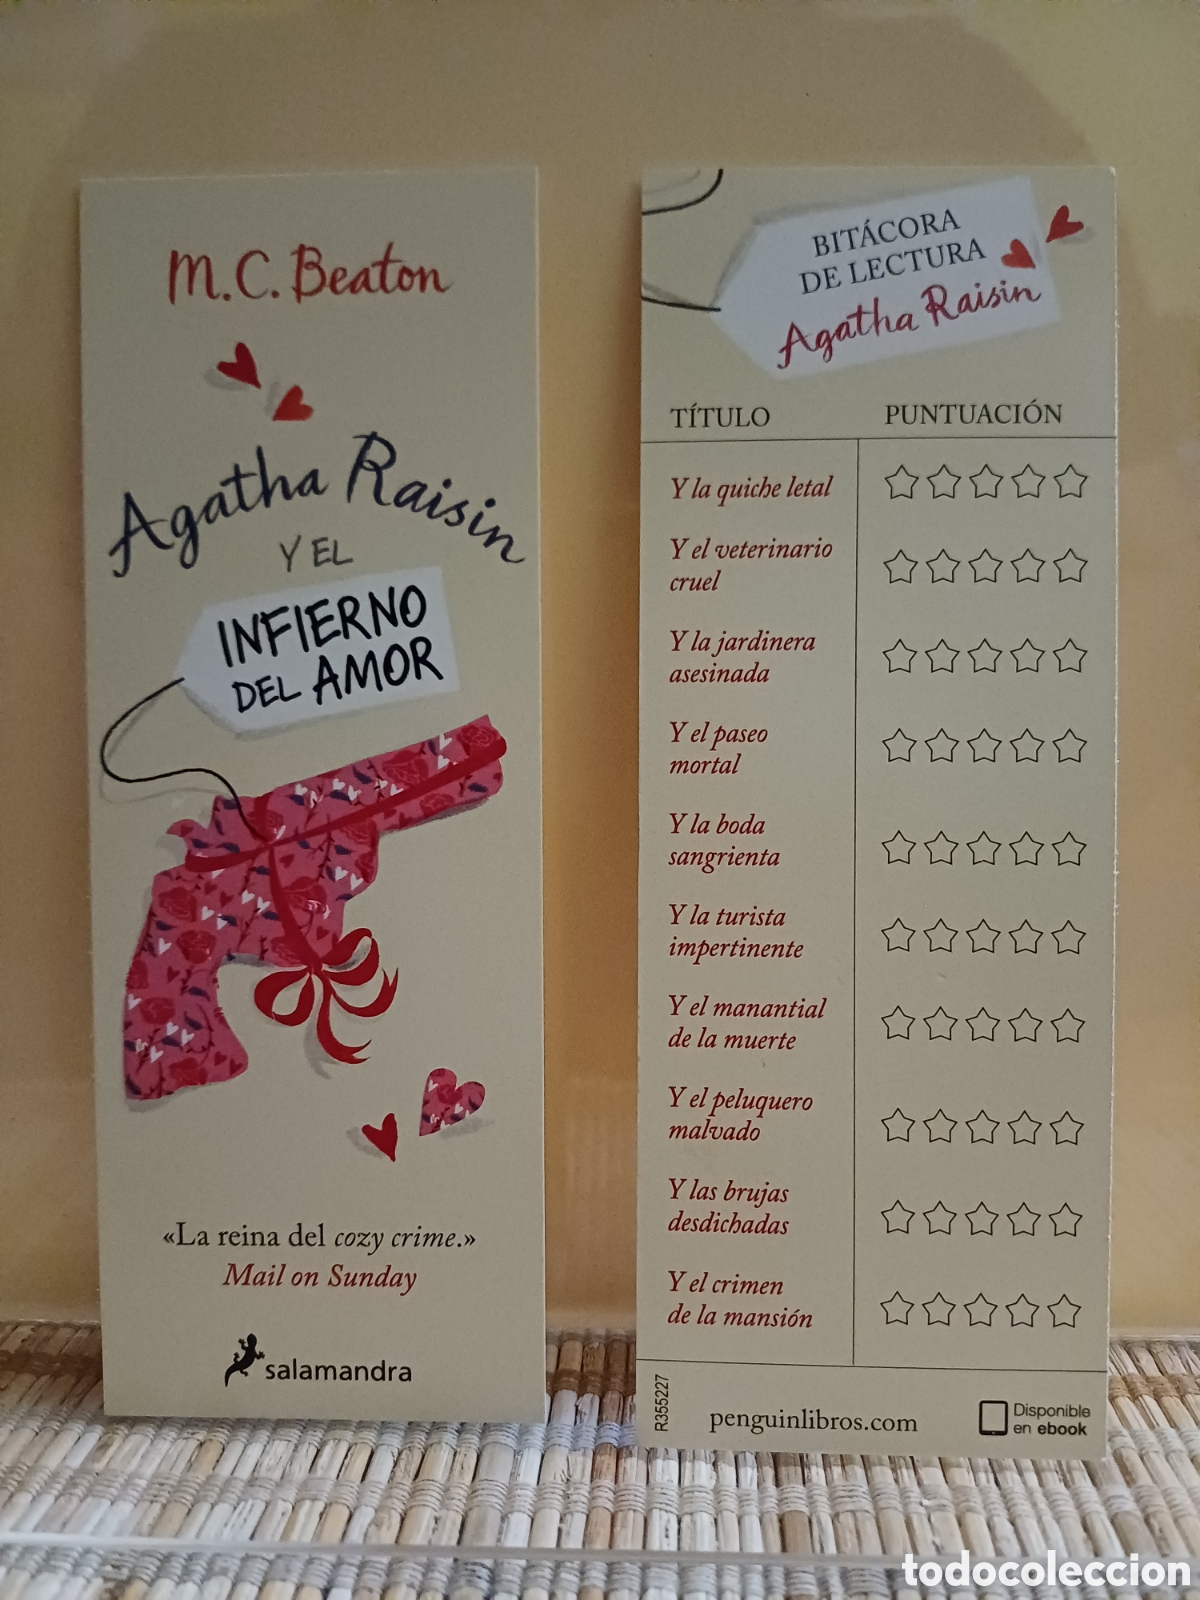 M.C. Beaton
Agatha Raisin
Y EL
INFIERNO
DEL AMOR
«La reina del cozy crime.»
Mail on Sunday
salamandra
BITÁCORA
DE LECTURA
Agatha Raisin
TÍTULO
PUNTUACIÓN
Y la quiche letal
Y el veterinario
cruel
Y la jardinera
asesinada
Y el paseo
mortal
Y la boda
sangrienta
Y la turista
impertinente
Y el manantial
de la muerte
Y el peluquero
malvado
Y las brujas
desdichadas
Y el crimen
de la mansión
R355227
penguinlibros.com
Disponible
en ebook
todocoleccion